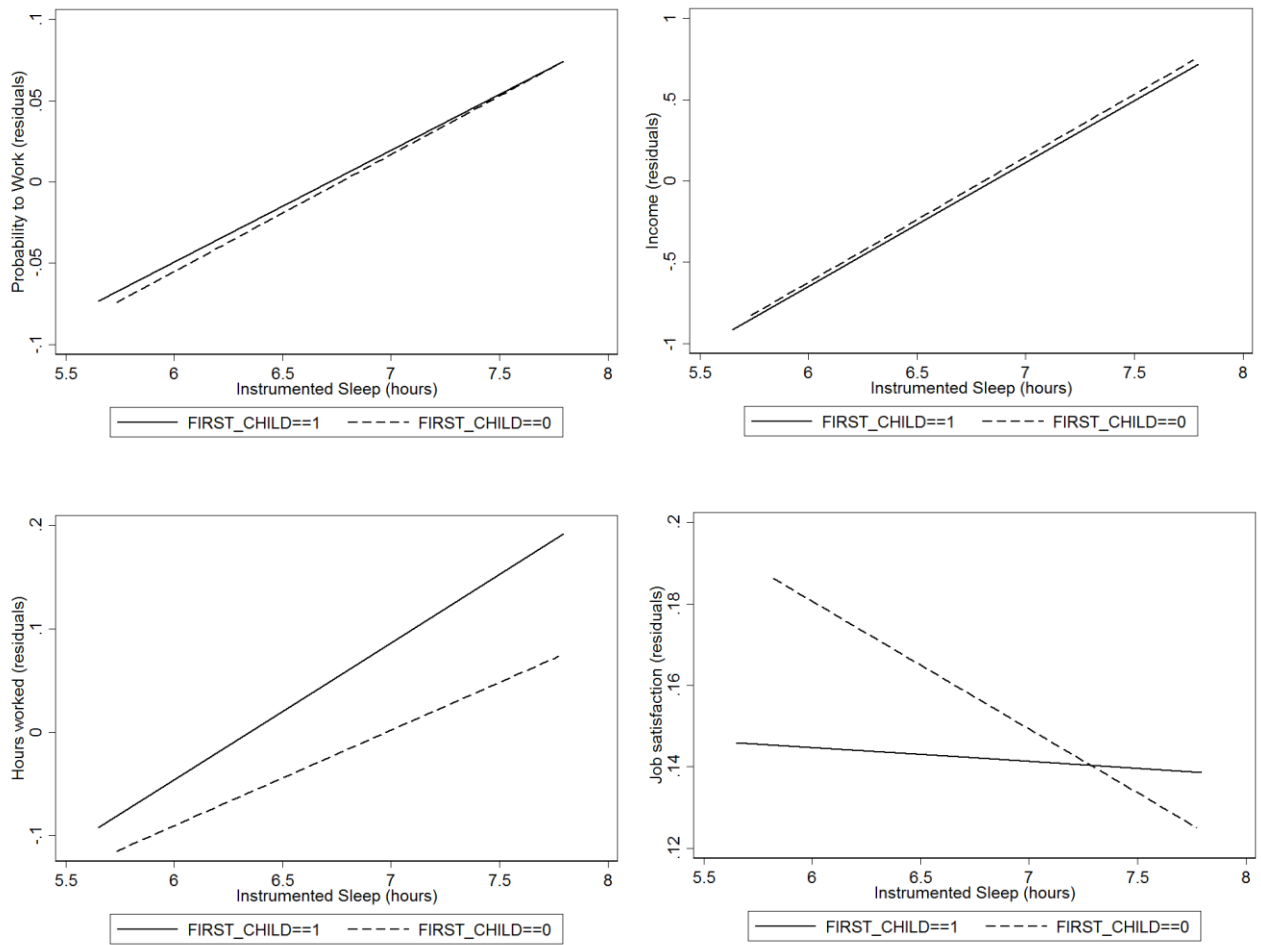 Probability to Work (residuals)
.1
.05
0
-.05
-.1
5.5 6 6.5 7 7.5 8
Instrumented Sleep (hours)
FIRST_CHILD==1 FIRST_CHILD==0
Income (residuals)
1
.5
0
-.5
-1
5.5 6 6.5 7 7.5 8
Instrumented Sleep (hours)
FIRST_CHILD==1 FIRST_CHILD==0
Hours worked (residuals)
.2
.1
0
-.1
5.5 6 6.5 7 7.5 8
Instrumented Sleep (hours)
FIRST_CHILD==1 FIRST_CHILD==0
Job satisfaction (residuals)
.2
.18
.16
.14
.12
5.5 6 6.5 7 7.5 8
Instrumented Sleep (hours)
FIRST_CHILD==1 FIRST_CHILD==0